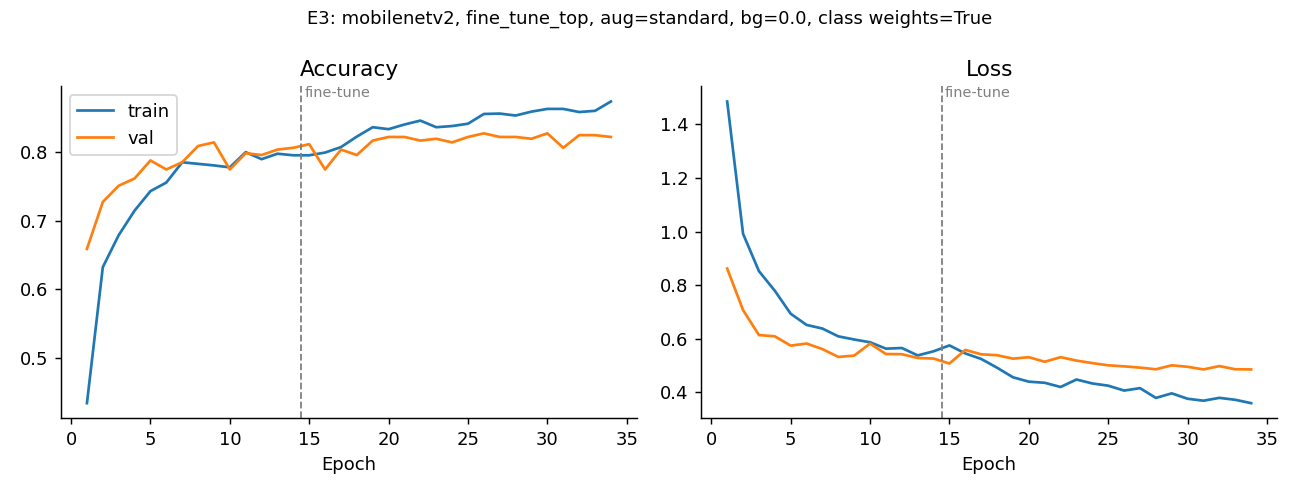 E3: mobilenetv2, fine_tune_top, aug=standard, bg=0.0, class weights=True
Accuracy
fine-tune
train
val
0.8
0.7
0.6
0.5
0 5 10 15 20 25 30 35
Epoch
Loss
fine-tune
1.4
1.2
1.0
0.8
0.6
0.4
0 5 10 15 20 25 30 35
Epoch